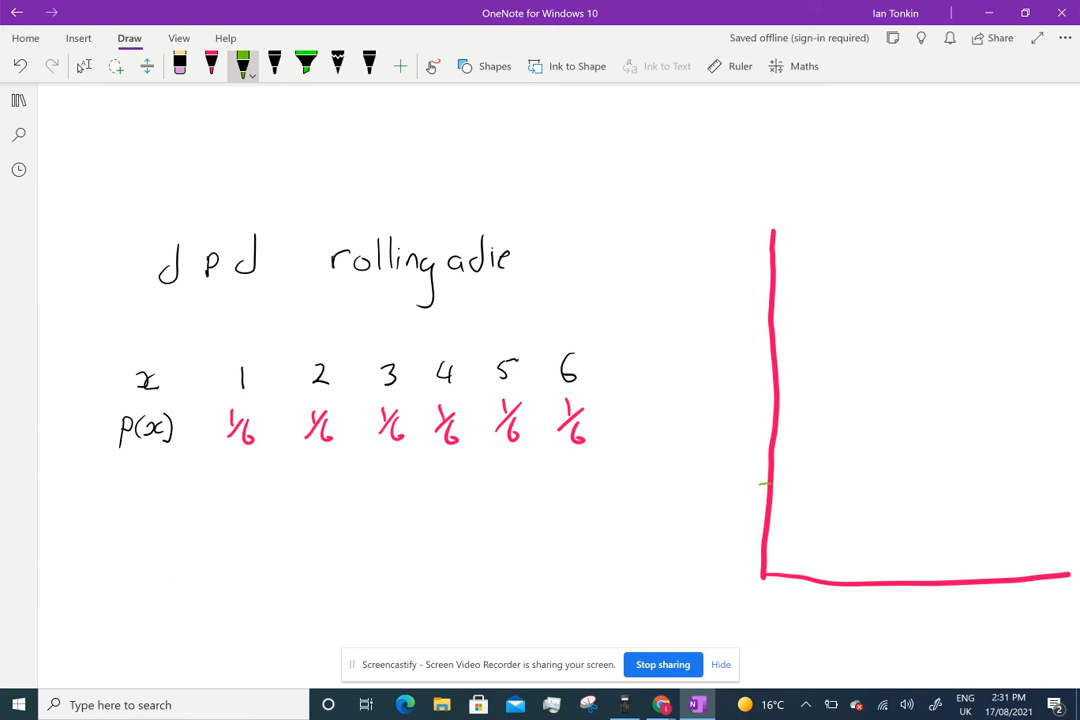 OneNote for Windows 10
Ian Tonkin
Home Insert Draw View Help
Saved offline (sign-in required)
Share
Shapes Ink to Shape Ink to Text Ruler Maths
d p d rolling a die
x 1 2 3 4 5 6
p(x) 1/6 1/6 1/6 1/6 1/6 1/6
Screencastify - Screen Video Recorder is sharing your screen. Stop sharing Hide
Type here to search
16°C
ENG
UK
2:31 PM
17/08/2021
2